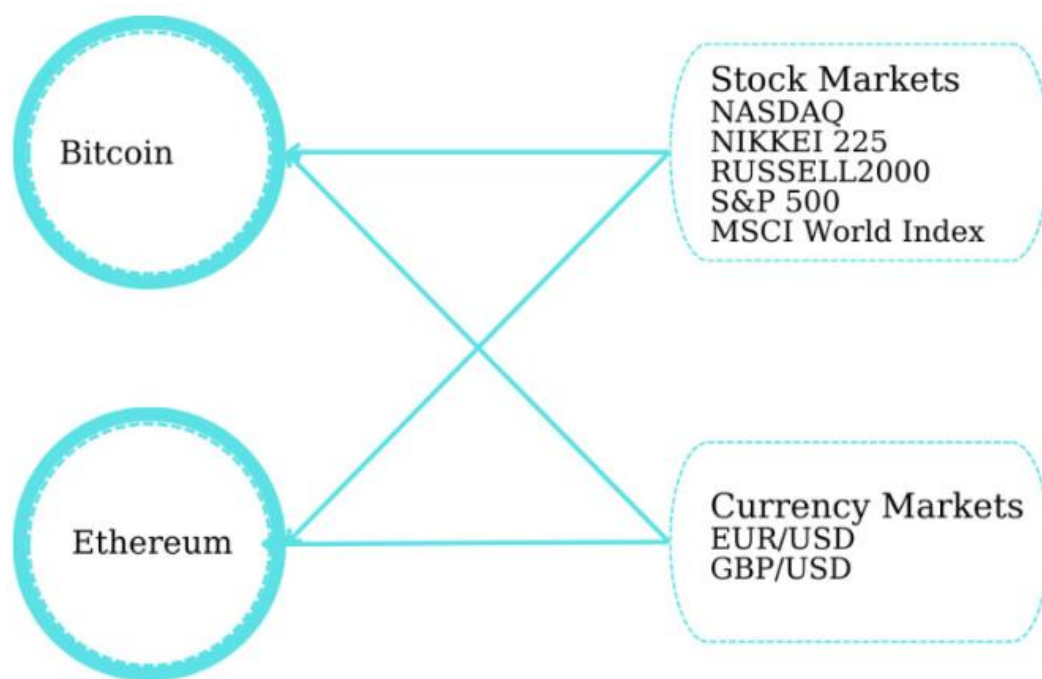 Bitcoin
Stock Markets
NASDAQ
NIKKEI 225
RUSSELL2000
S&P 500
MSCI World Index
Ethereum
Currency Markets
EUR/USD
GBP/USD